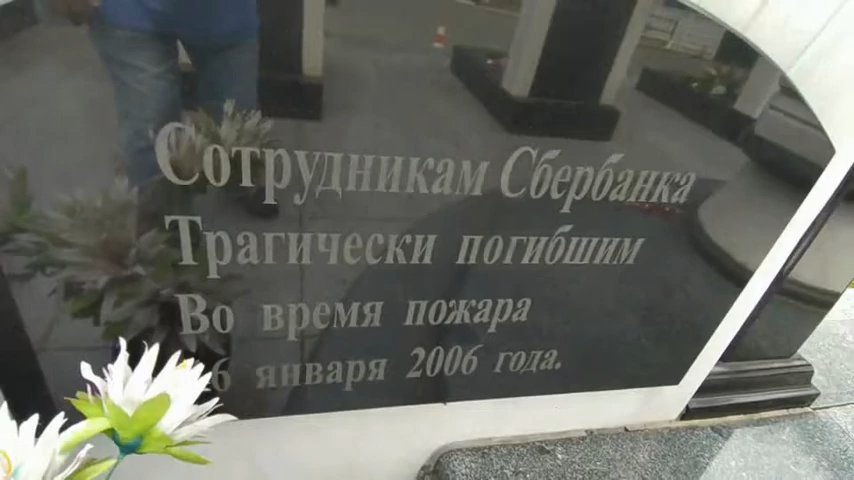 Сотрудникам Сбербанка
Трагически погибшим
Во время пожара
6 января 2006 года.